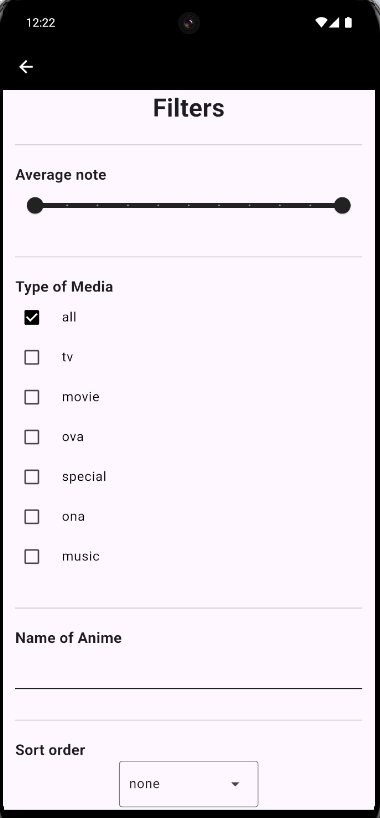 12:22
Filters
Average note
Type of Media
all
tv
movie
ova
special
ona
music
Name of Anime
Sort order
none